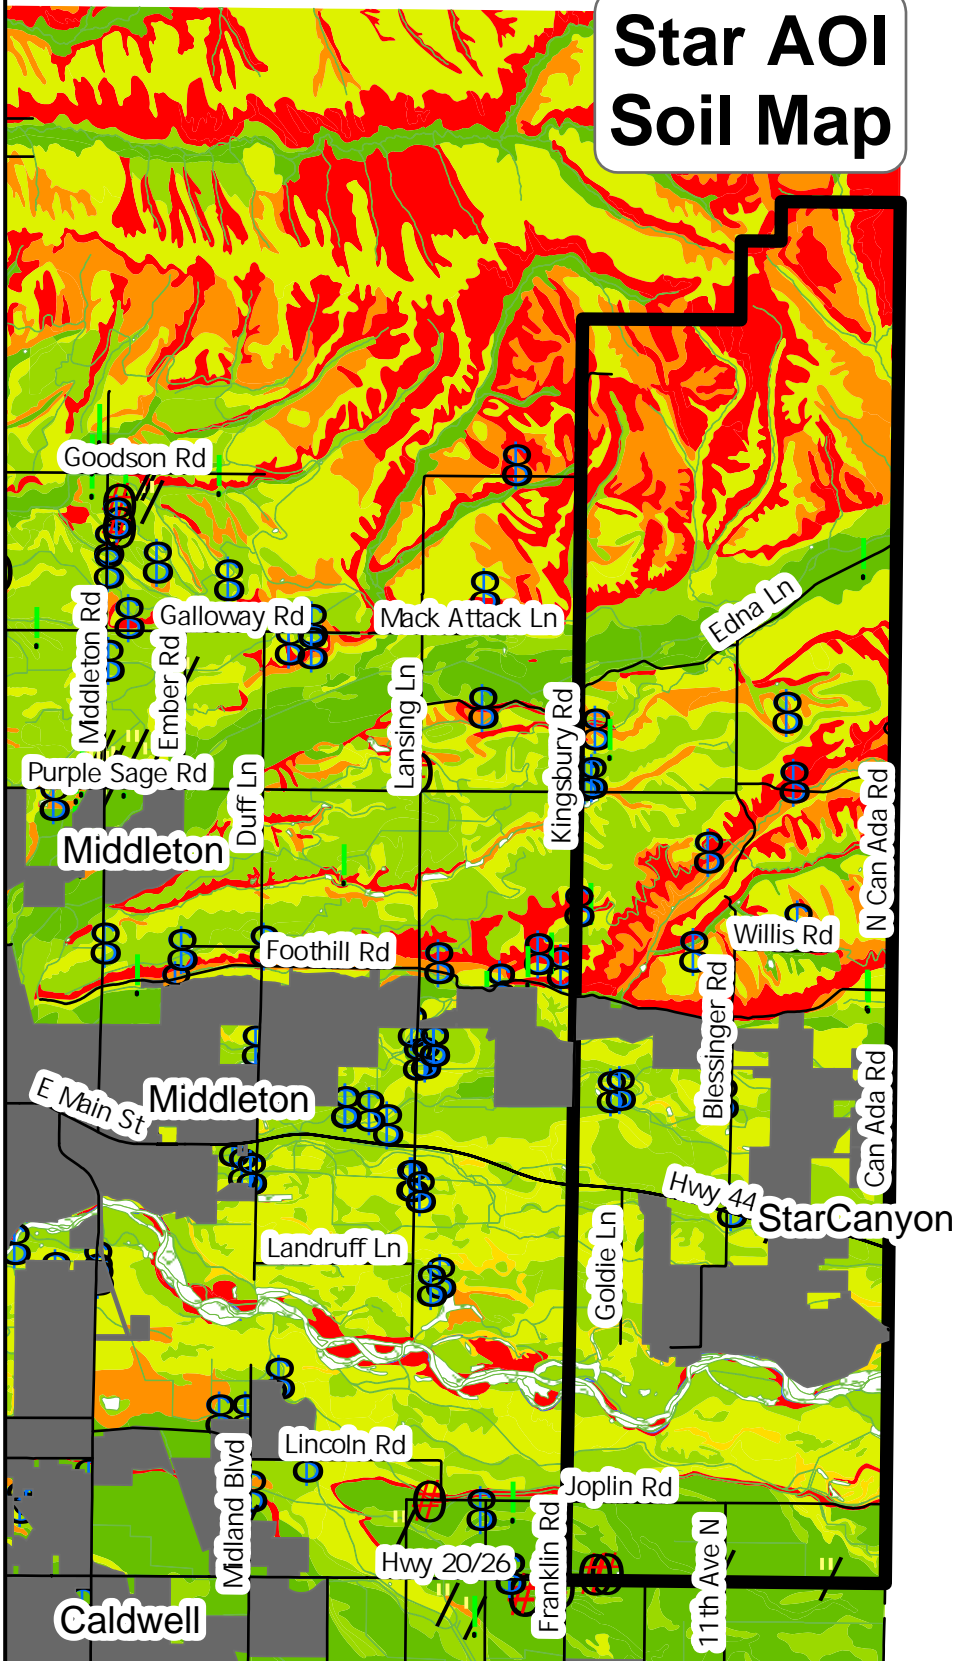 Star AOI
Soil Map
Goodson Rd
Middleton Rd
Galloway Rd
Ember Rd
Mack Attack Ln
Edna Ln
Lansing Ln
Kingsbury Rd
Purple Sage Rd
Duff Ln
N Can Ada Rd
Middleton
Foothill Rd
Willis Rd
Blessinger Rd
E Main St
Middleton
Can Ada Rd
Hwy 44
StarCanyon
Landruff Ln
Goldie Ln
Lincoln Rd
Midland Blvd
Joplin Rd
Franklin Rd
11th Ave N
Hwy 20/26
Caldwell